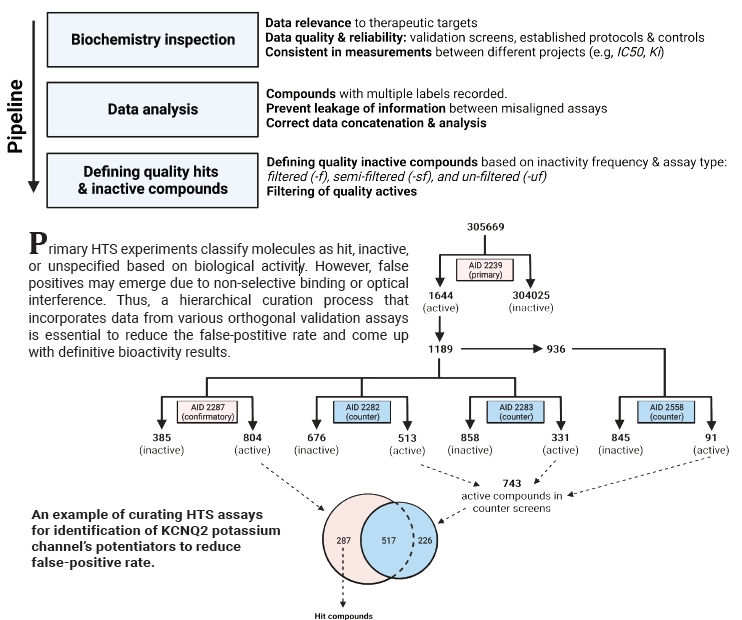 Pipeline
Biochemistry inspection
Data relevance to therapeutic targets
Data quality & reliability: validation screens, established protocols & controls
Consistent in measurements between different projects (e.g, IC50, Ki)
Data analysis
Compounds with multiple labels recorded.
Prevent leakage of information between misaligned assays
Correct data concatenation & analysis
Defining quality hits
& inactive compounds
Defining quality inactive compounds based on inactivity frequency & assay type:
filtered (-f), semi-filtered (-sf), and un-filtered (-uf)
Filtering of quality actives
Primary HTS experiments classify molecules as hit, inactive,
or unspecified based on biological activity. However, false
positives may emerge due to non-selective binding or optical
interference. Thus, a hierarchical curation process that
incorporates data from various orthogonal validation assays
is essential to reduce the false-postitive rate and come up
with definitive bioactivity results.
305669
AID 2239
(primary)
1644
(active)
304025
(inactive)
1189
936
AID 2287
(confirmatory)
AID 2282
(counter)
AID 2283
(counter)
AID 2558
(counter)
385
(inactive)
804
(active)
676
(inactive)
513
(active)
858
(inactive)
331
(active)
845
(inactive)
91
(active)
743
active compounds in
counter screens
An example of curating HTS assays
for identification of KCNQ2 potassium
channel's potentiators to reduce
false-positive rate.
287
517
226
Hit compounds